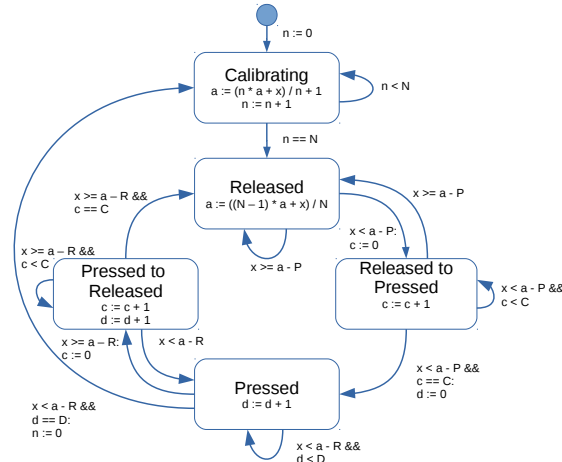 n := 0
Calibrating
a := (n * a + x) / n + 1
n := n + 1
n < N
n == N
Released
a := ((N – 1) * a + x) / N
x >= a – R &&
c == C
x >= a - P
x < a - P:
c := 0
x >= a - P
x >= a – R &&
c < C
Pressed to
Released
c := c + 1
d := d + 1
Released to
Pressed
c := c + 1
x < a - P &&
c < C
x >= a – R:
c := 0
x < a - R
x < a - P &&
c == C:
d := 0
Pressed
d := d + 1
x < a - R &&
d == D:
n := 0
x < a - R &&
d < D